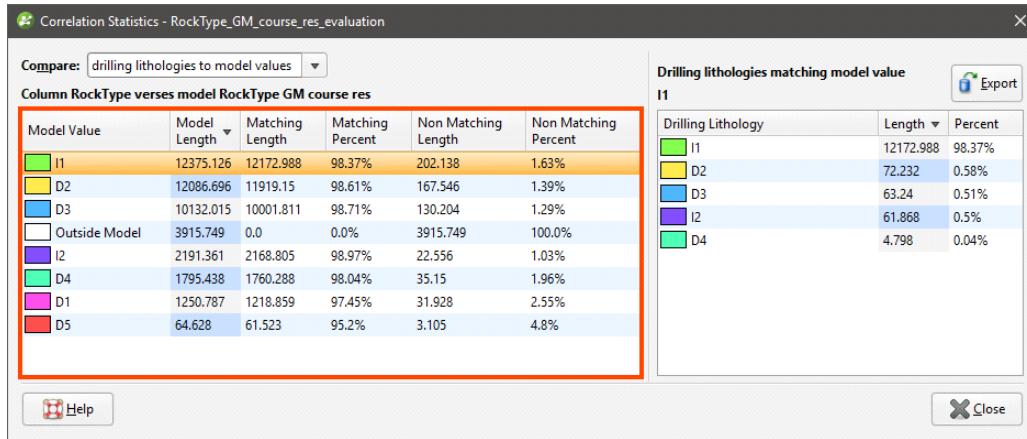 Correlation Statistics - RockType_GM_course_res_evaluation
Compare: drilling lithologies to model values
Column RockType verses model RockType GM course res
Model Value Model Length Matching Length Matching Percent Non Matching Length Non Matching Percent
I1 12375.126 12172.988 98.37% 202.138 1.63%
D2 12086.696 11919.15 98.61% 167.546 1.39%
D3 10132.015 10001.811 98.71% 130.204 1.29%
Outside Model 3915.749 0.0 0.0% 3915.749 100.0%
I2 2191.361 2168.805 98.97% 22.556 1.03%
D4 1795.438 1760.288 98.04% 35.15 1.96%
D1 1250.787 1218.859 97.45% 31.928 2.55%
D5 64.628 61.523 95.2% 3.105 4.8%
Drilling lithologies matching model value
I1
Export
Drilling Lithology Length Percent
I1 12172.988 98.37%
D2 72.232 0.58%
D3 63.24 0.51%
I2 61.868 0.5%
D4 4.798 0.04%
Help
Close